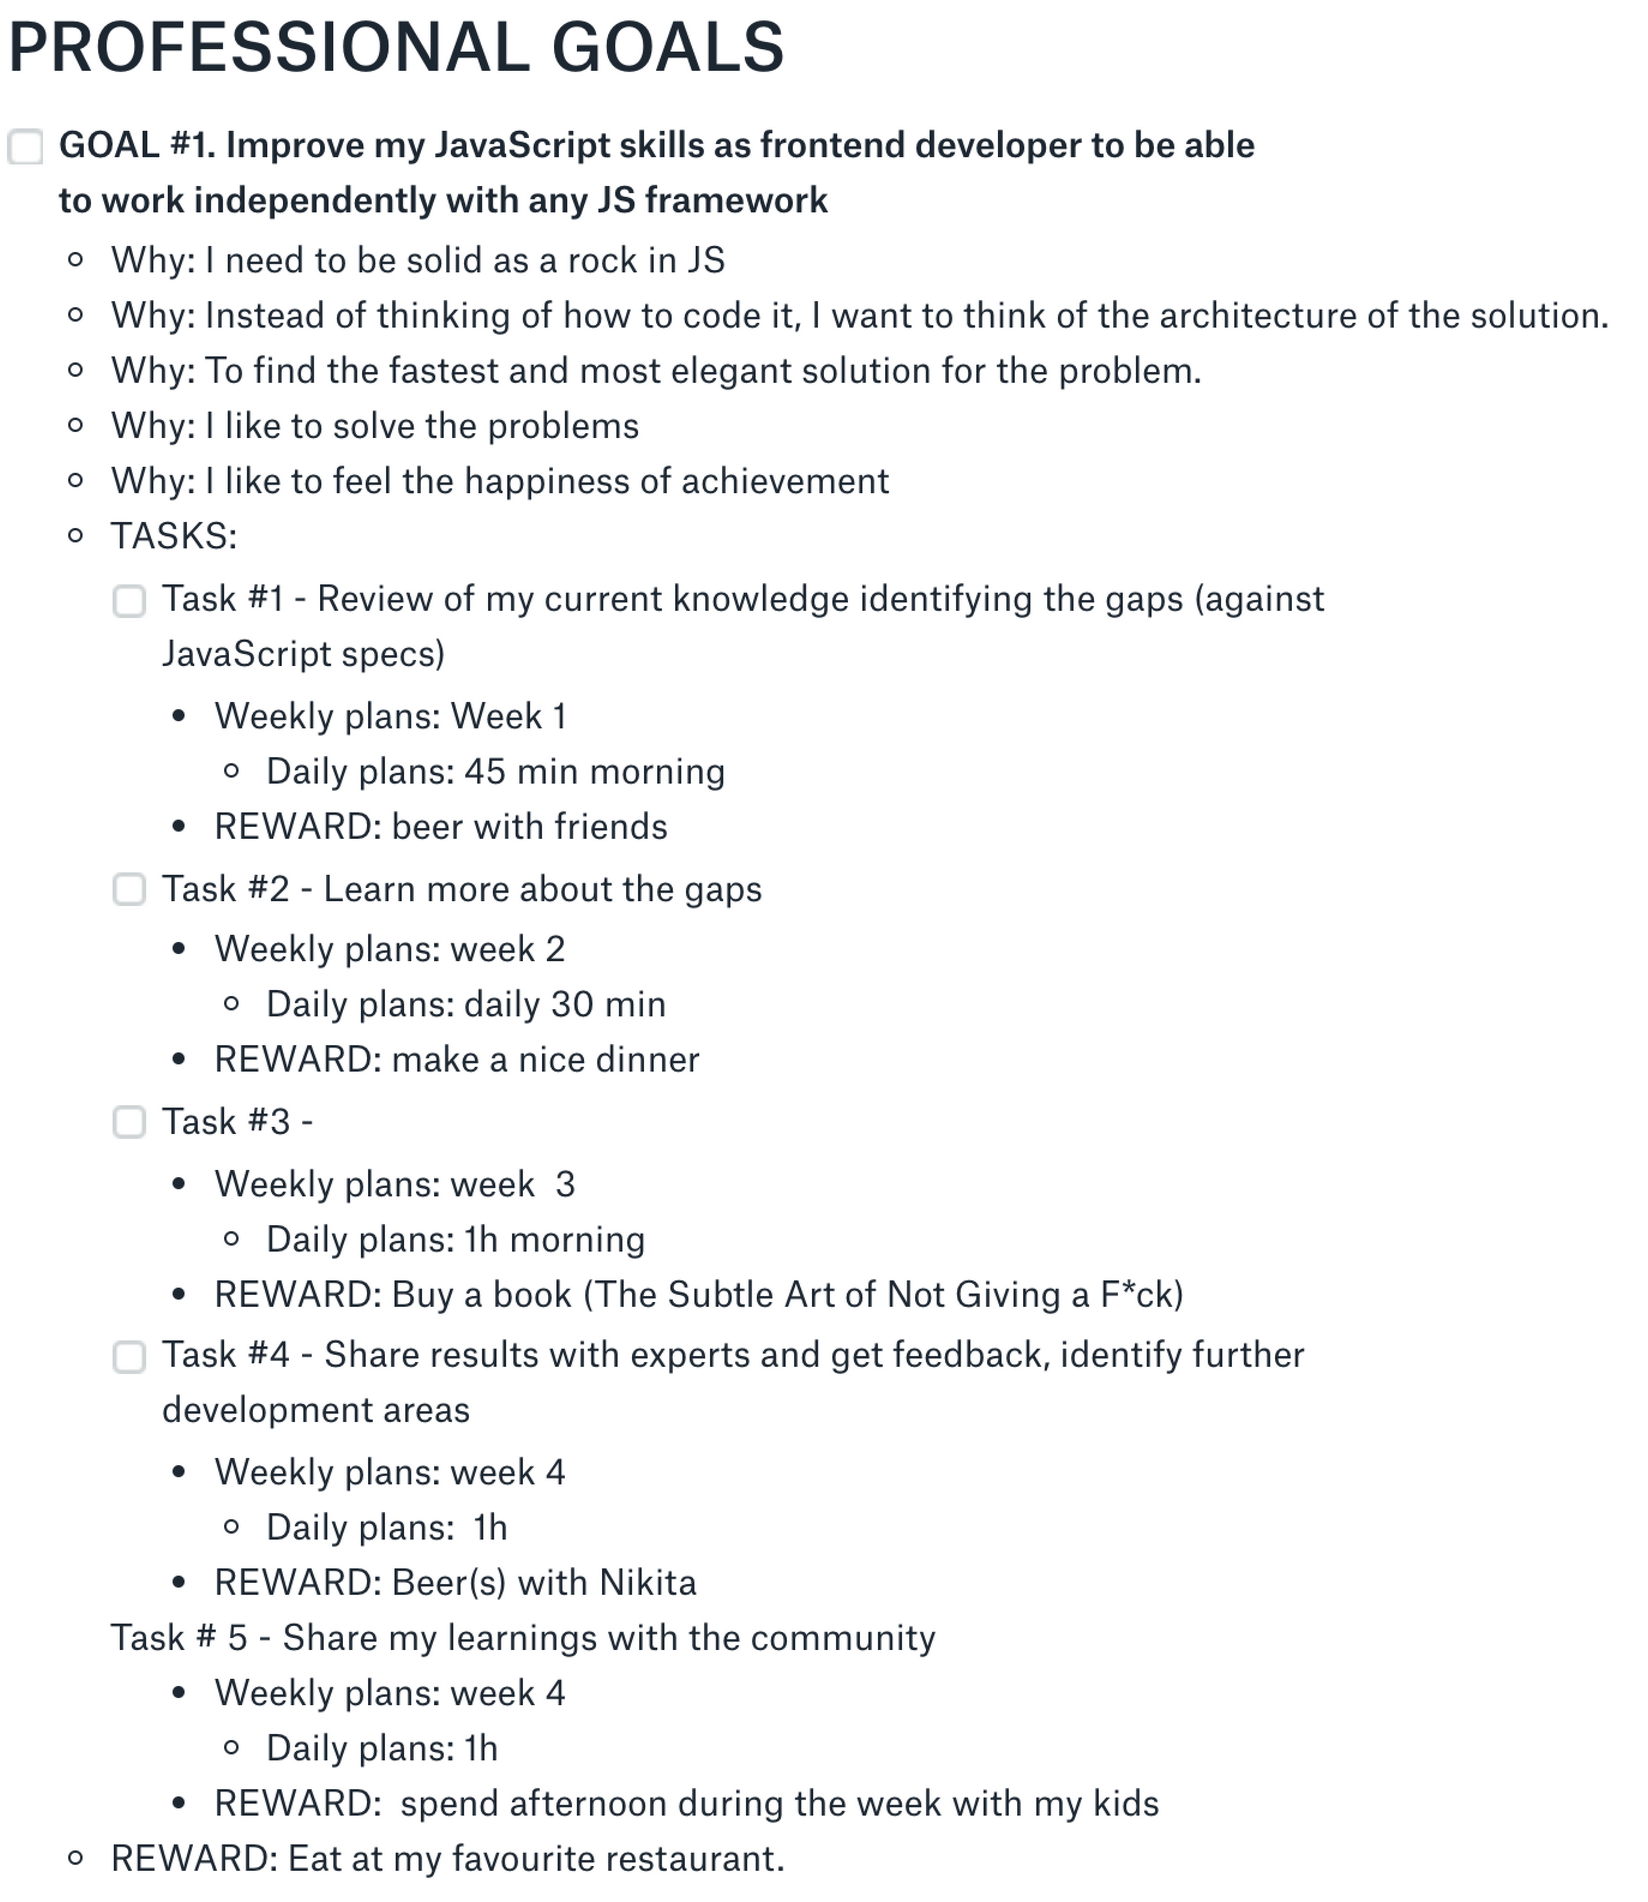 PROFESSIONAL GOALS
GOAL #1. Improve my JavaScript skills as frontend developer to be able
to work independently with any JS framework
Why: I need to be solid as a rock in JS
Why: Instead of thinking of how to code it, I want to think of the architecture of the solution.
Why: To find the fastest and most elegant solution for the problem.
Why: I like to solve the problems
Why: I like to feel the happiness of achievement
TASKS:
Task #1 - Review of my current knowledge identifying the gaps (against
JavaScript specs)
Weekly plans: Week 1
Daily plans: 45 min morning
REWARD: beer with friends
Task #2 - Learn more about the gaps
Weekly plans: week 2
Daily plans: daily 30 min
REWARD: make a nice dinner
Task #3 -
Weekly plans: week  3
Daily plans: 1h morning
REWARD: Buy a book (The Subtle Art of Not Giving a F*ck)
Task #4 - Share results with experts and get feedback, identify further
development areas
Weekly plans: week 4
Daily plans:  1h
REWARD: Beer(s) with Nikita
Task # 5 - Share my learnings with the community
Weekly plans: week 4
Daily plans: 1h
REWARD:  spend afternoon during the week with my kids
REWARD: Eat at my favourite restaurant.